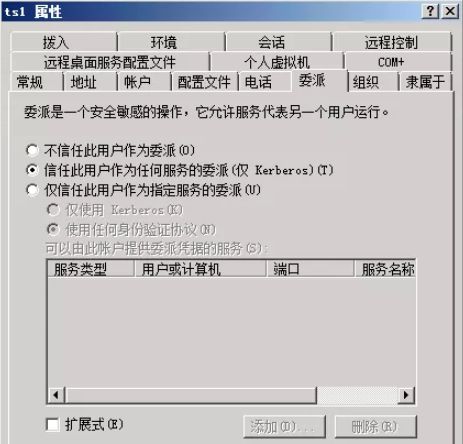 ts1 属性
拨入 环境 会话 远程控制
远程桌面服务配置文件 个人虚拟机 COM+
常规 地址 帐户 配置文件 电话 委派 组织 隶属于
委派是一个安全敏感的操作，它允许服务代表另一个用户运行。
不信任此用户作为委派(O)
信任此用户作为任何服务的委派(仅 Kerberos)(T)
仅信任此用户作为指定服务的委派(U)
仅使用 Kerberos(K)
使用任何身份验证协议(N)
可以由此帐户提供委派凭据的服务(S):
服务类型 用户或计算机 端口 服务名称
扩展式(E)
添加(D)... 删除(R)